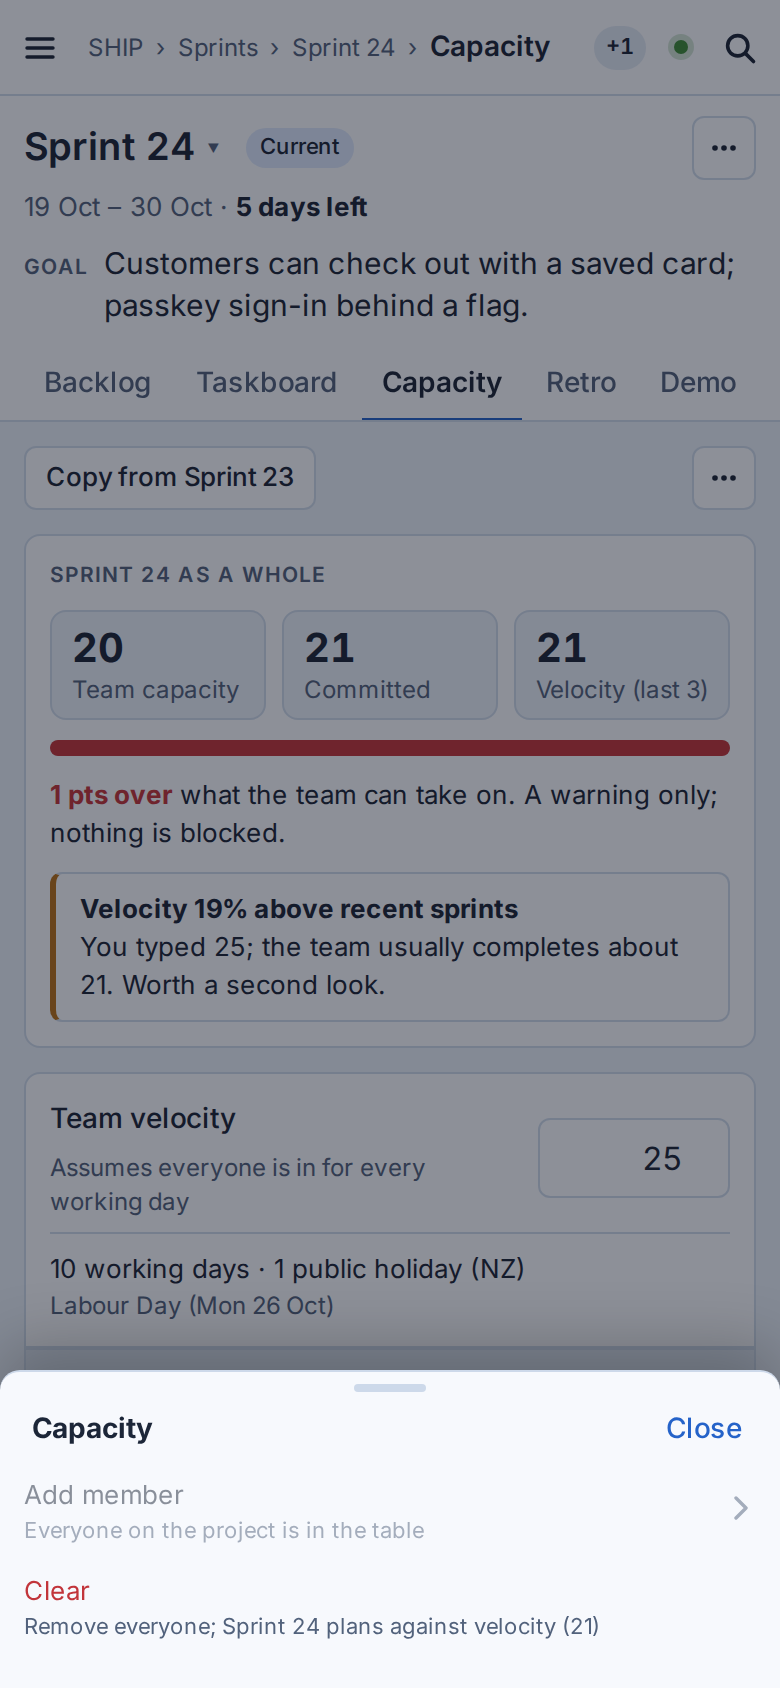 SHIP › Sprints › Sprint 24 › Capacity +1
Sprint 24 ▾ Current
19 Oct – 30 Oct · 5 days left
GOAL Customers can check out with a saved card;
passkey sign-in behind a flag.
Backlog Taskboard Capacity Retro Demo
Copy from Sprint 23
SPRINT 24 AS A WHOLE
20 21 21
Team capacity Committed Velocity (last 3)
1 pts over what the team can take on. A warning only;
nothing is blocked.
Velocity 19% above recent sprints
You typed 25; the team usually completes about
21. Worth a second look.
Team velocity
25
Assumes everyone is in for every
working day
10 working days · 1 public holiday (NZ)
Labour Day (Mon 26 Oct)
Capacity Close
Add member
Everyone on the project is in the table
Clear
Remove everyone; Sprint 24 plans against velocity (21)